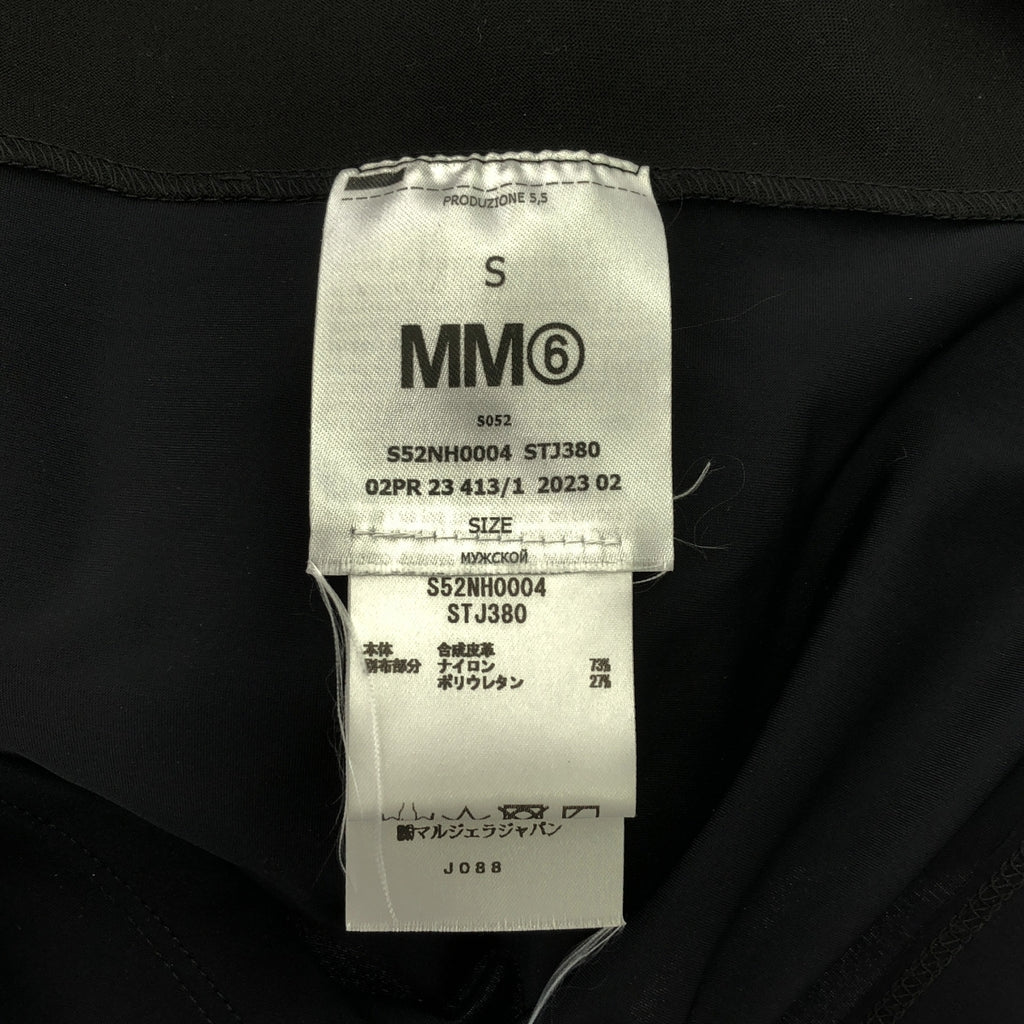 PRODUZIONE 5,5
S
MM⑥
S052
S52NH0004 STJ380
02PR 23 413/1 2023 02
SIZE
МУЖСКОЙ
S52NH0004
STJ380
本体 合成皮革
別布部分 ナイロン 73%
ポリウレタン 27%
㈱マルジェラジャパン
J088